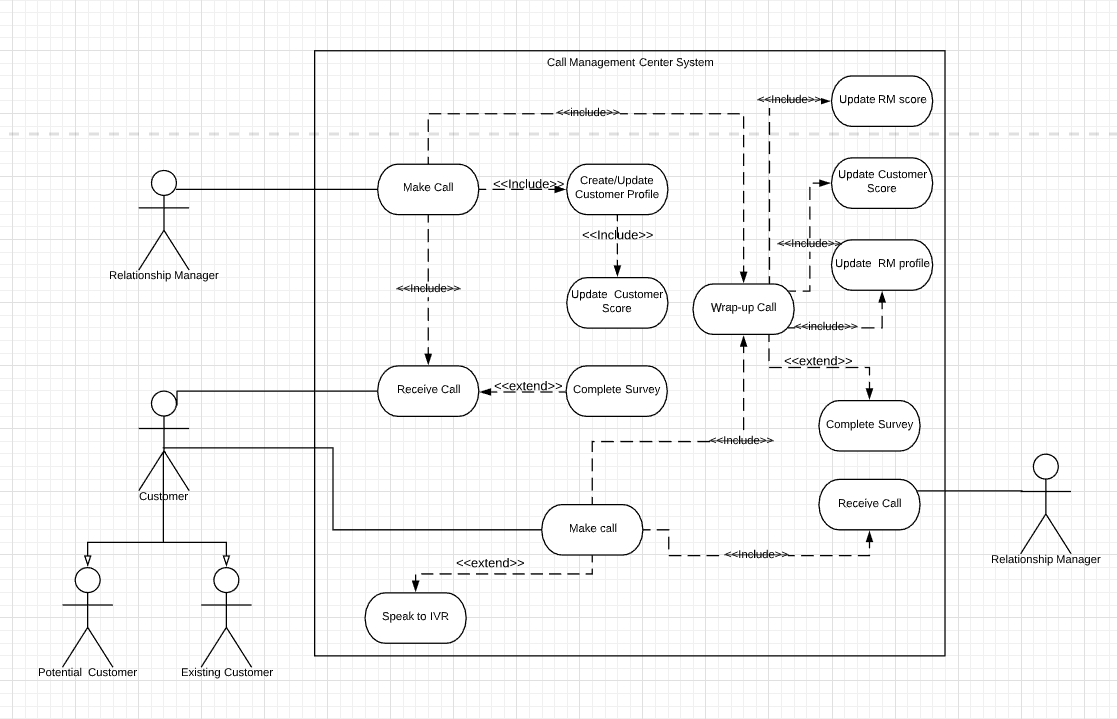 Call Management Center System
<<Include>>
Update RM score
<<include>>
Make Call
<<Include>>
Create/Update
Customer Profile
Update Customer
Score
<<Include>>
<<Include>>
Update  RM profile
Relationship Manager
<<Include>>
Update  Customer
Score
Wrap-up Call
<<include>>
Receive Call
<<extend>>
Complete Survey
<<extend>>
Complete Survey
<<Include>>
Customer
Receive Call
Make call
<<Include>>
Relationship Manager
<<extend>>
Speak to IVR
Potential  Customer
Existing Customer